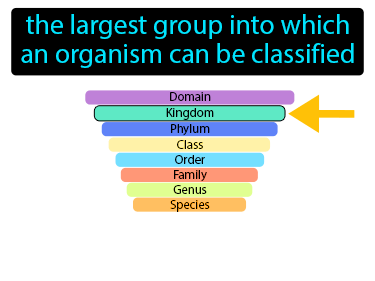 the largest group into which
an organism can be classified
Domain
Kingdom
Phylum
Class
Order
Family
Genus
Species